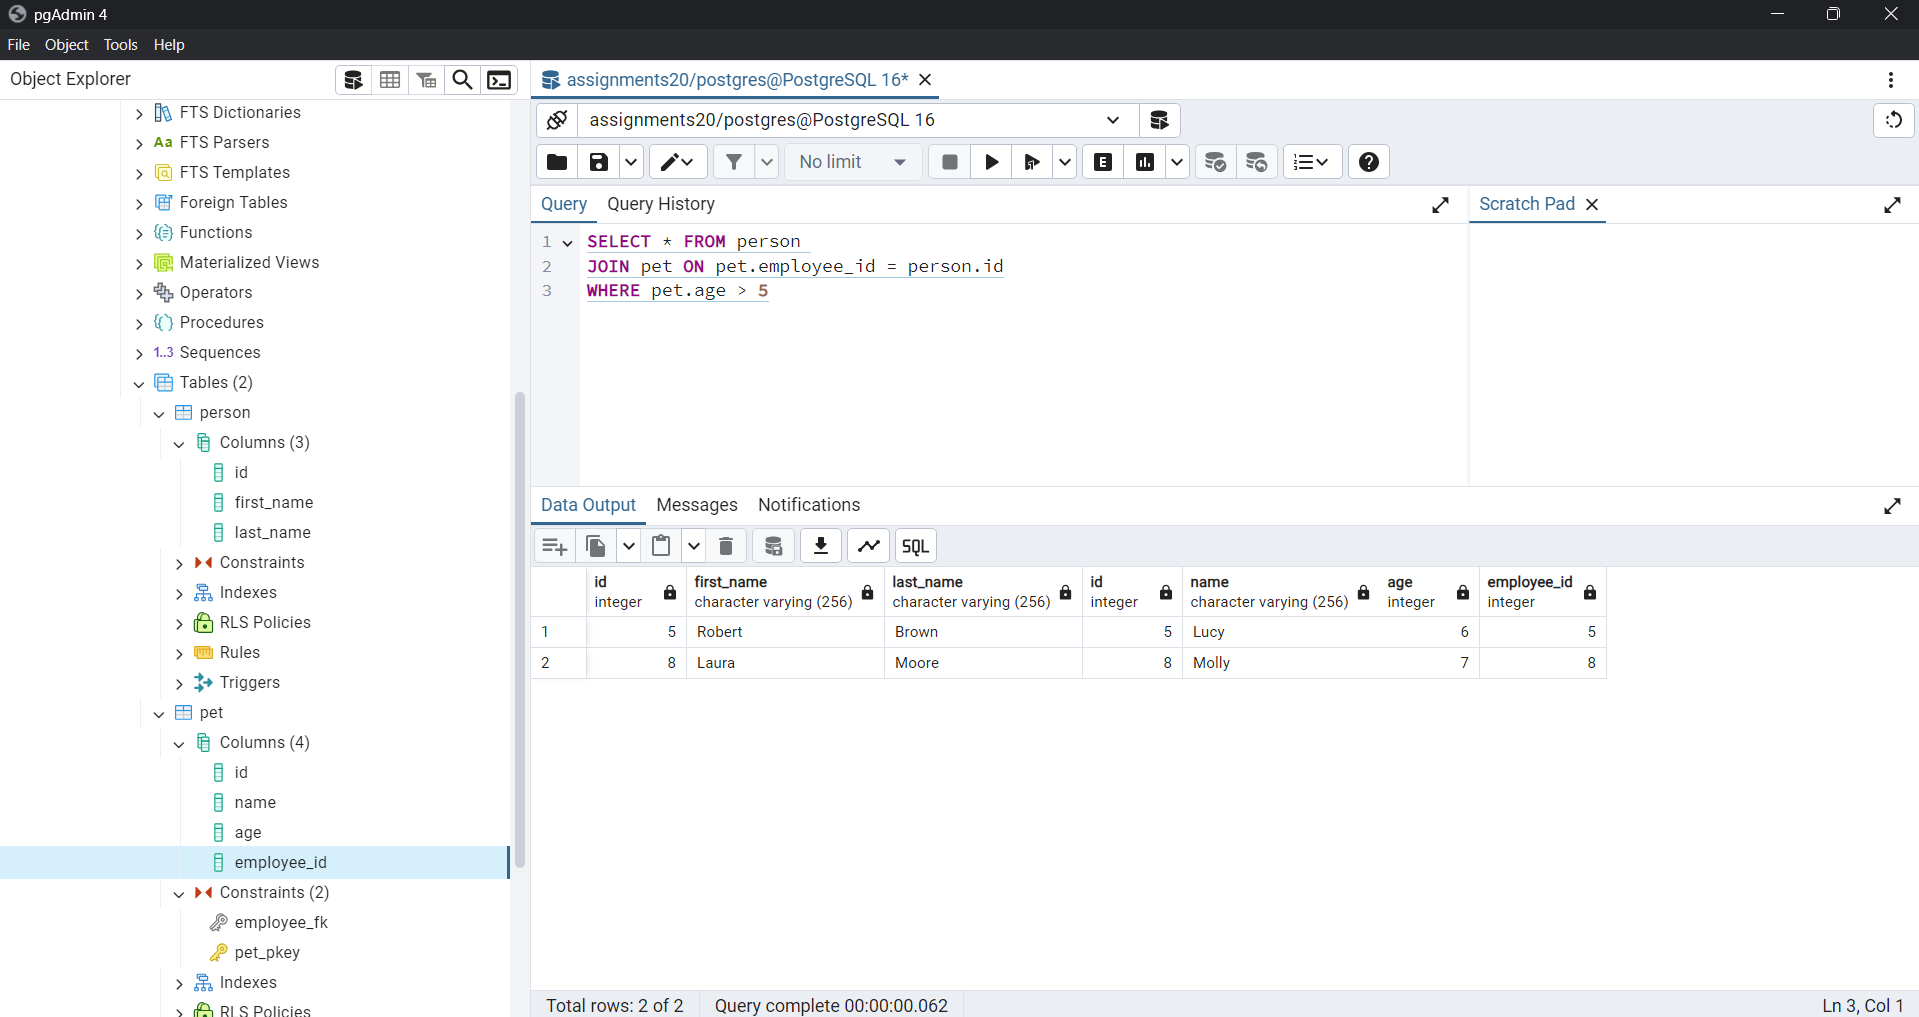 pgAdmin 4
File Object Tools Help
Object Explorer
FTS Dictionaries
Aa FTS Parsers
FTS Templates
Foreign Tables
Functions
Materialized Views
Operators
Procedures
1..3 Sequences
Tables (2)
person
Columns (3)
id
first_name
last_name
Constraints
Indexes
RLS Policies
Rules
Triggers
pet
Columns (4)
id
name
age
employee_id
Constraints (2)
employee_fk
pet_pkey
Indexes
RLS Policies
assignments20/postgres@PostgreSQL 16*
assignments20/postgres@PostgreSQL 16
No limit E
Query Query History
1 SELECT * FROM person
2 JOIN pet ON pet.employee_id = person.id
3 WHERE pet.age > 5
Scratch Pad
Data Output Messages Notifications
SQL
id first_name last_name id name age employee_id
integer character varying (256) character varying (256) integer character varying (256) integer integer
1 5 Robert Brown 5 Lucy 6 5
2 8 Laura Moore 8 Molly 7 8
Total rows: 2 of 2 Query complete 00:00:00.062 Ln 3, Col 1